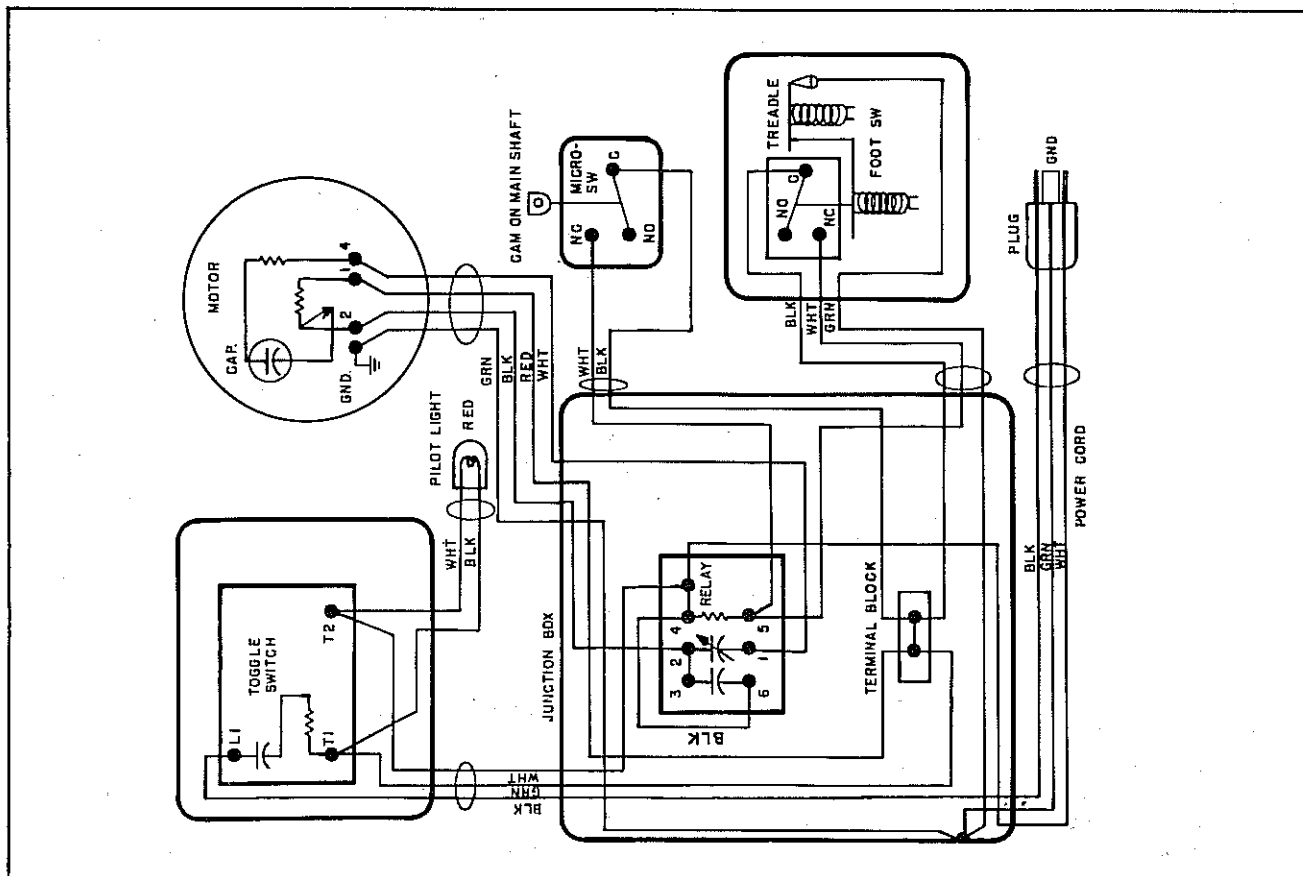 MOTOR
CAP.
GND.
2
1
4
CAM ON MAIN SHAFT
MICRO-
SW
C
NC
NO
TREADLE
FOOT SW
C
NO
NC
PLUG
GND
BLK
WHT
GRN
WHT
BLK
GRN
BLK
RED
WHT
PILOT LIGHT
RED
WHT
BLK
TOGGLE
SWITCH
L1
T1
T2
WHT
GRN
BLK
JUNCTION BOX
RELAY
4
5
2
1
3
6
BLK
TERMINAL BLOCK
BLK
GRN
WHT
POWER CORD